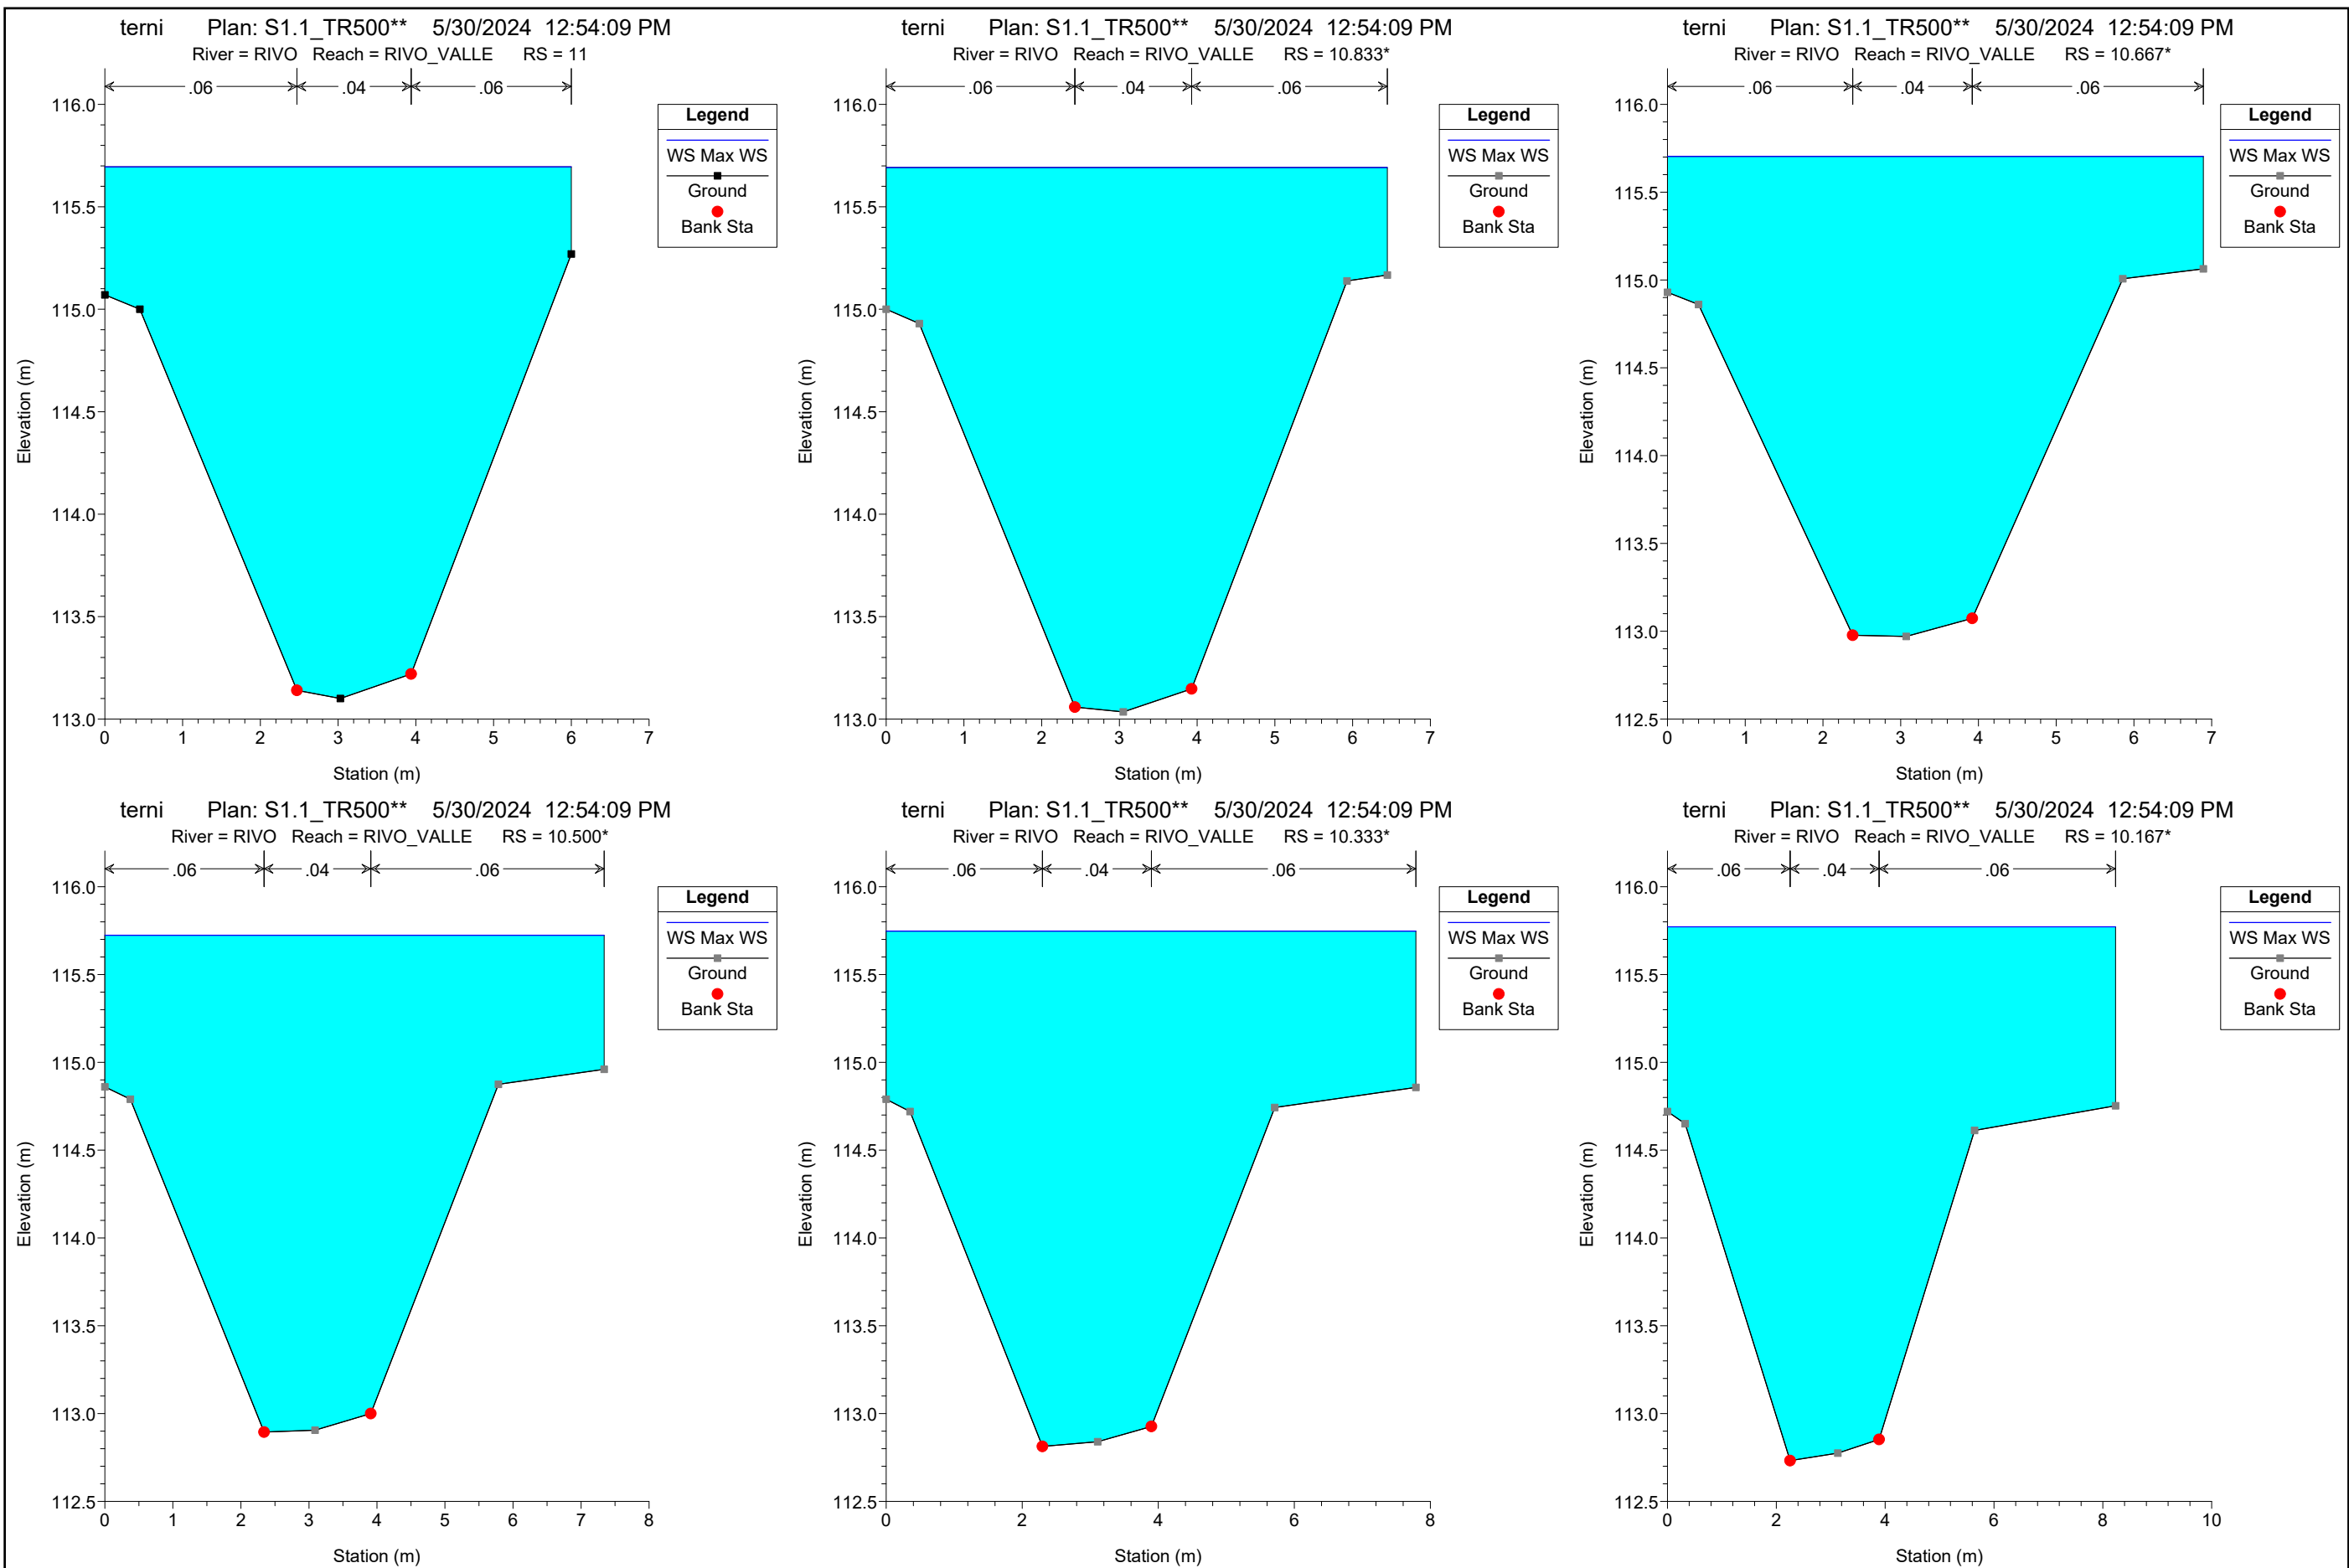 terni Plan: S1.1_TR500** 5/30/2024 12:54:09 PM
River = RIVO Reach = RIVO_VALLE RS = 11
.06 .04 .06
116.0
115.5
115.0
114.5
114.0
113.5
113.0
Elevation (m)
0 1 2 3 4 5 6 7
Station (m)
Legend
WS Max WS
Ground
Bank Sta
terni Plan: S1.1_TR500** 5/30/2024 12:54:09 PM
River = RIVO Reach = RIVO_VALLE RS = 10.833*
.06 .04 .06
116.0
115.5
115.0
114.5
114.0
113.5
113.0
Elevation (m)
0 1 2 3 4 5 6 7
Station (m)
Legend
WS Max WS
Ground
Bank Sta
terni Plan: S1.1_TR500** 5/30/2024 12:54:09 PM
River = RIVO Reach = RIVO_VALLE RS = 10.667*
.06 .04 .06
116.0
115.5
115.0
114.5
114.0
113.5
113.0
112.5
Elevation (m)
0 1 2 3 4 5 6 7
Station (m)
Legend
WS Max WS
Ground
Bank Sta
terni Plan: S1.1_TR500** 5/30/2024 12:54:09 PM
River = RIVO Reach = RIVO_VALLE RS = 10.500*
.06 .04 .06
116.0
115.5
115.0
114.5
114.0
113.5
113.0
112.5
Elevation (m)
0 1 2 3 4 5 6 7 8
Station (m)
Legend
WS Max WS
Ground
Bank Sta
terni Plan: S1.1_TR500** 5/30/2024 12:54:09 PM
River = RIVO Reach = RIVO_VALLE RS = 10.333*
.06 .04 .06
116.0
115.5
115.0
114.5
114.0
113.5
113.0
112.5
Elevation (m)
0 2 4 6 8
Station (m)
Legend
WS Max WS
Ground
Bank Sta
terni Plan: S1.1_TR500** 5/30/2024 12:54:09 PM
River = RIVO Reach = RIVO_VALLE RS = 10.167*
.06 .04 .06
116.0
115.5
115.0
114.5
114.0
113.5
113.0
112.5
Elevation (m)
0 2 4 6 8 10
Station (m)
Legend
WS Max WS
Ground
Bank Sta